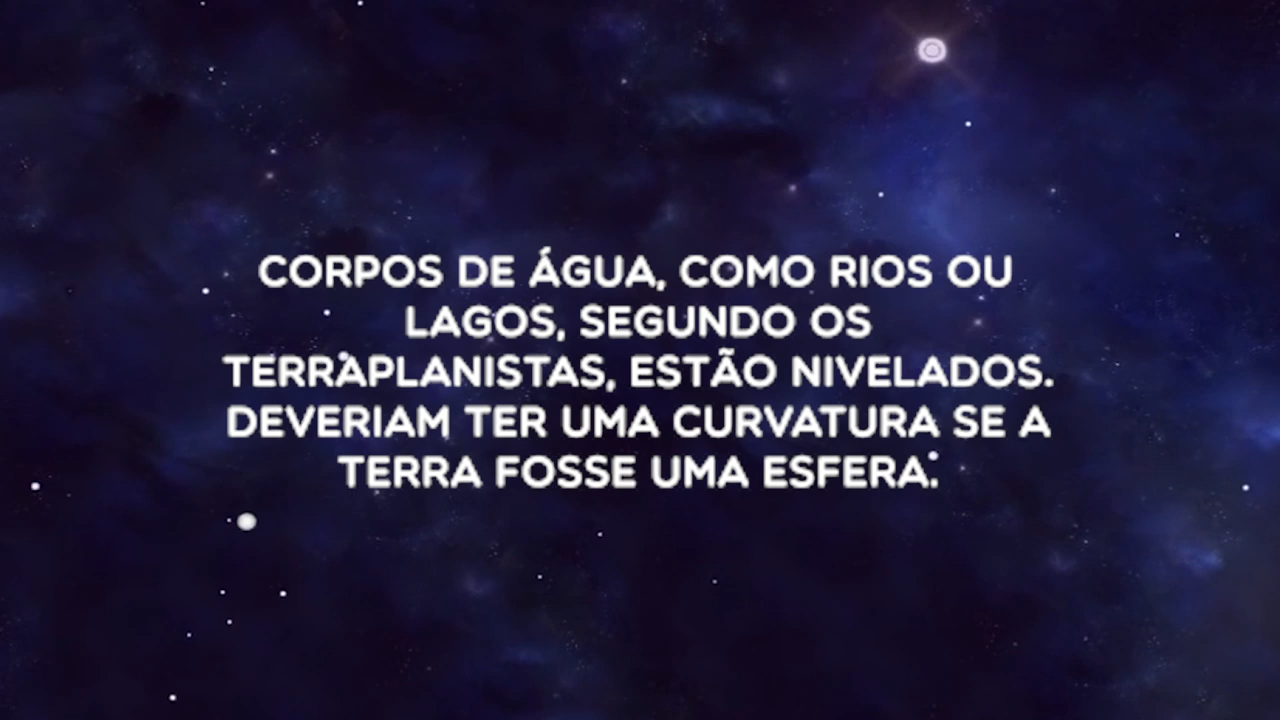 CORPOS DE ÁGUA, COMO RIOS OU
LAGOS, SEGUNDO OS
TERRAPLANISTAS, ESTÃO NIVELADOS.
DEVERIAM TER UMA CURVATURA SE A
TERRA FOSSE UMA ESFERA.